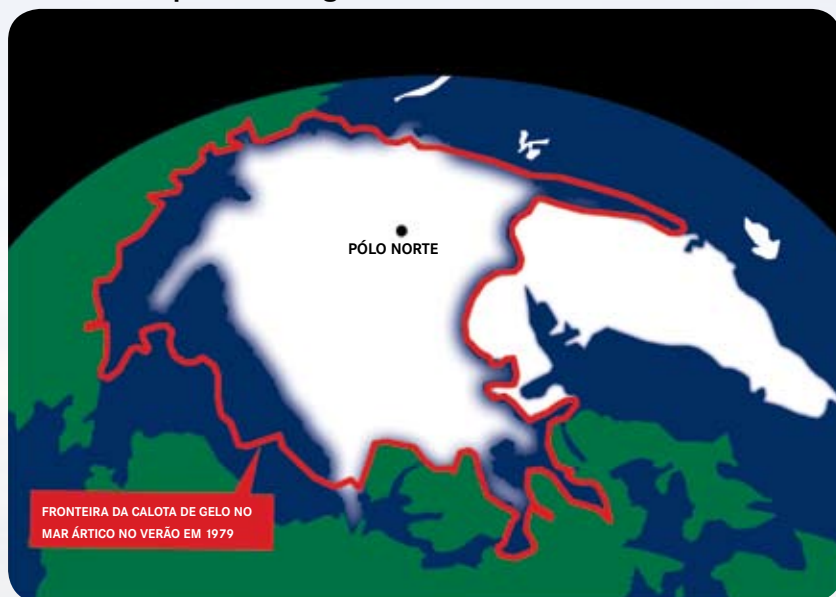 PÓLO NORTE
FRONTEIRA DA CALOTA DE GELO NO
MAR ÁRTICO NO VERÃO EM 1979